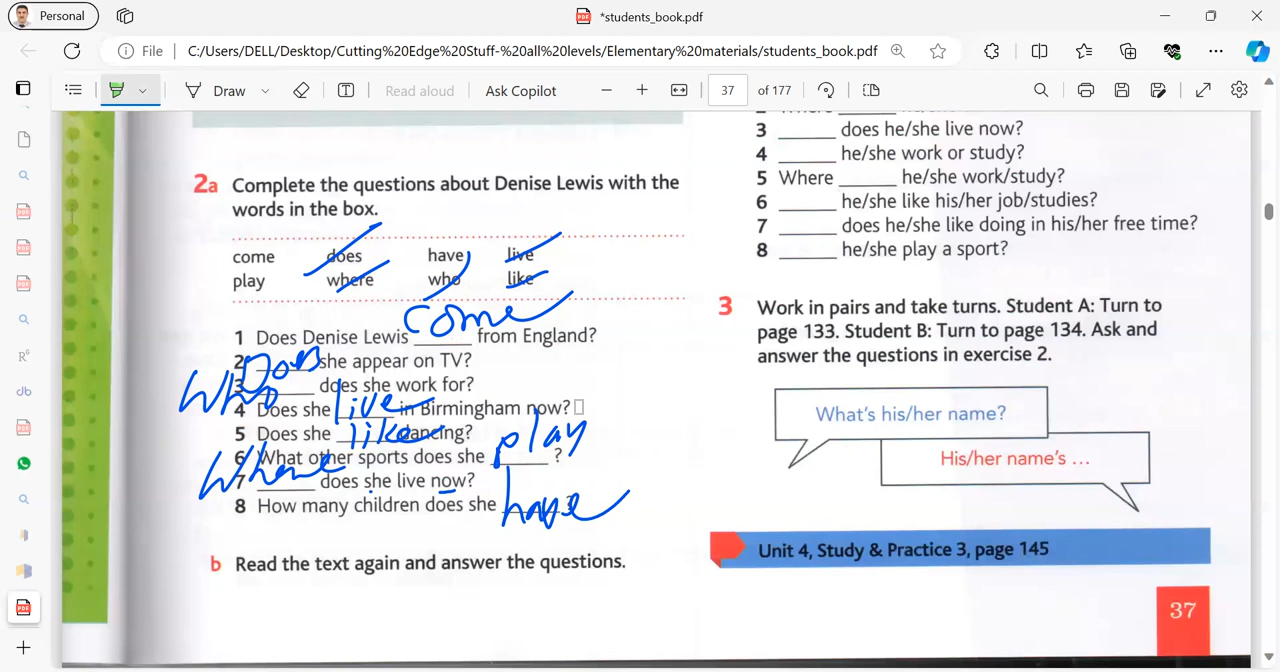 Personal
*students_book.pdf
File C:/Users/DELL/Desktop/Cutting%20Edge%20Stuff-%20all%20levels/Elementary%20materials/students_book.pdf
Draw Read aloud Ask Copilot 37 of 177
2a Complete the questions about Denise Lewis with the
words in the box.
come does have live
play where who like
1 Does Denise Lewis come from England?
2 Does she appear on TV?
3 Who does she work for?
4 Does she live in Birmingham now?
5 Does she like dancing?
6 What other sports does she play ?
7 Where does she live now?
8 How many children does she have ?
b Read the text again and answer the questions.
3 ______ does he/she live now?
4 ______ he/she work or study?
5 Where ______ he/she work/study?
6 ______ he/she like his/her job/studies?
7 ______ does he/she like doing in his/her free time?
8 ______ he/she play a sport?
3 Work in pairs and take turns. Student A: Turn to
page 133. Student B: Turn to page 134. Ask and
answer the questions in exercise 2.
What's his/her name?
His/her name's ...
Unit 4, Study & Practice 3, page 145
37